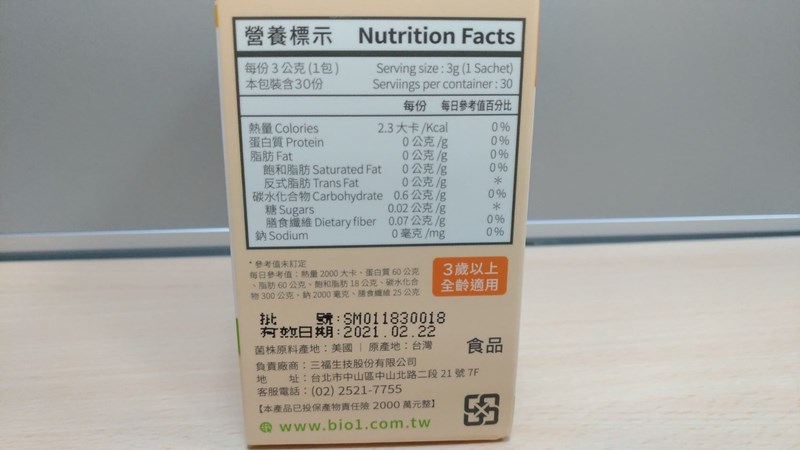 營養標示 Nutrition Facts
每份 3 公克 (1包) Serving size : 3g (1 Sachet)
本包裝含30份 Serviings per container : 30
每份 每日參考值百分比
熱量 Colories 2.3 大卡 /Kcal 0%
蛋白質 Protein 0 公克 /g 0%
脂肪 Fat 0 公克 /g 0%
飽和脂肪 Saturated Fat 0 公克 /g 0%
反式脂肪 Trans Fat 0 公克 /g *
碳水化合物 Carbohydrate 0.6 公克 /g 0%
糖 Sugars 0.02 公克 /g *
膳食纖維 Dietary fiber 0.07 公克 /g 0%
鈉 Sodium 0 毫克 /mg 0%
* 參考值未訂定
每日參考值：熱量 2000 大卡、蛋白質 60 公克
、脂肪 60 公克、飽和脂肪 18 公克、碳水化合
物 300 公克、鈉 2000 毫克、膳食纖維 25 公克
3歲以上
全齡適用
批 號:SM011830018
有效日期:2021.02.22
菌株原料產地：美國 | 原產地：台灣
食品
負責廠商：三福生技股份有限公司
地 址：台北市中山區中山北路二段 21 號 7F
客服電話：(02) 2521-7755
【本產品已投保產物責任險 2000 萬元整】
www.bio1.com.tw